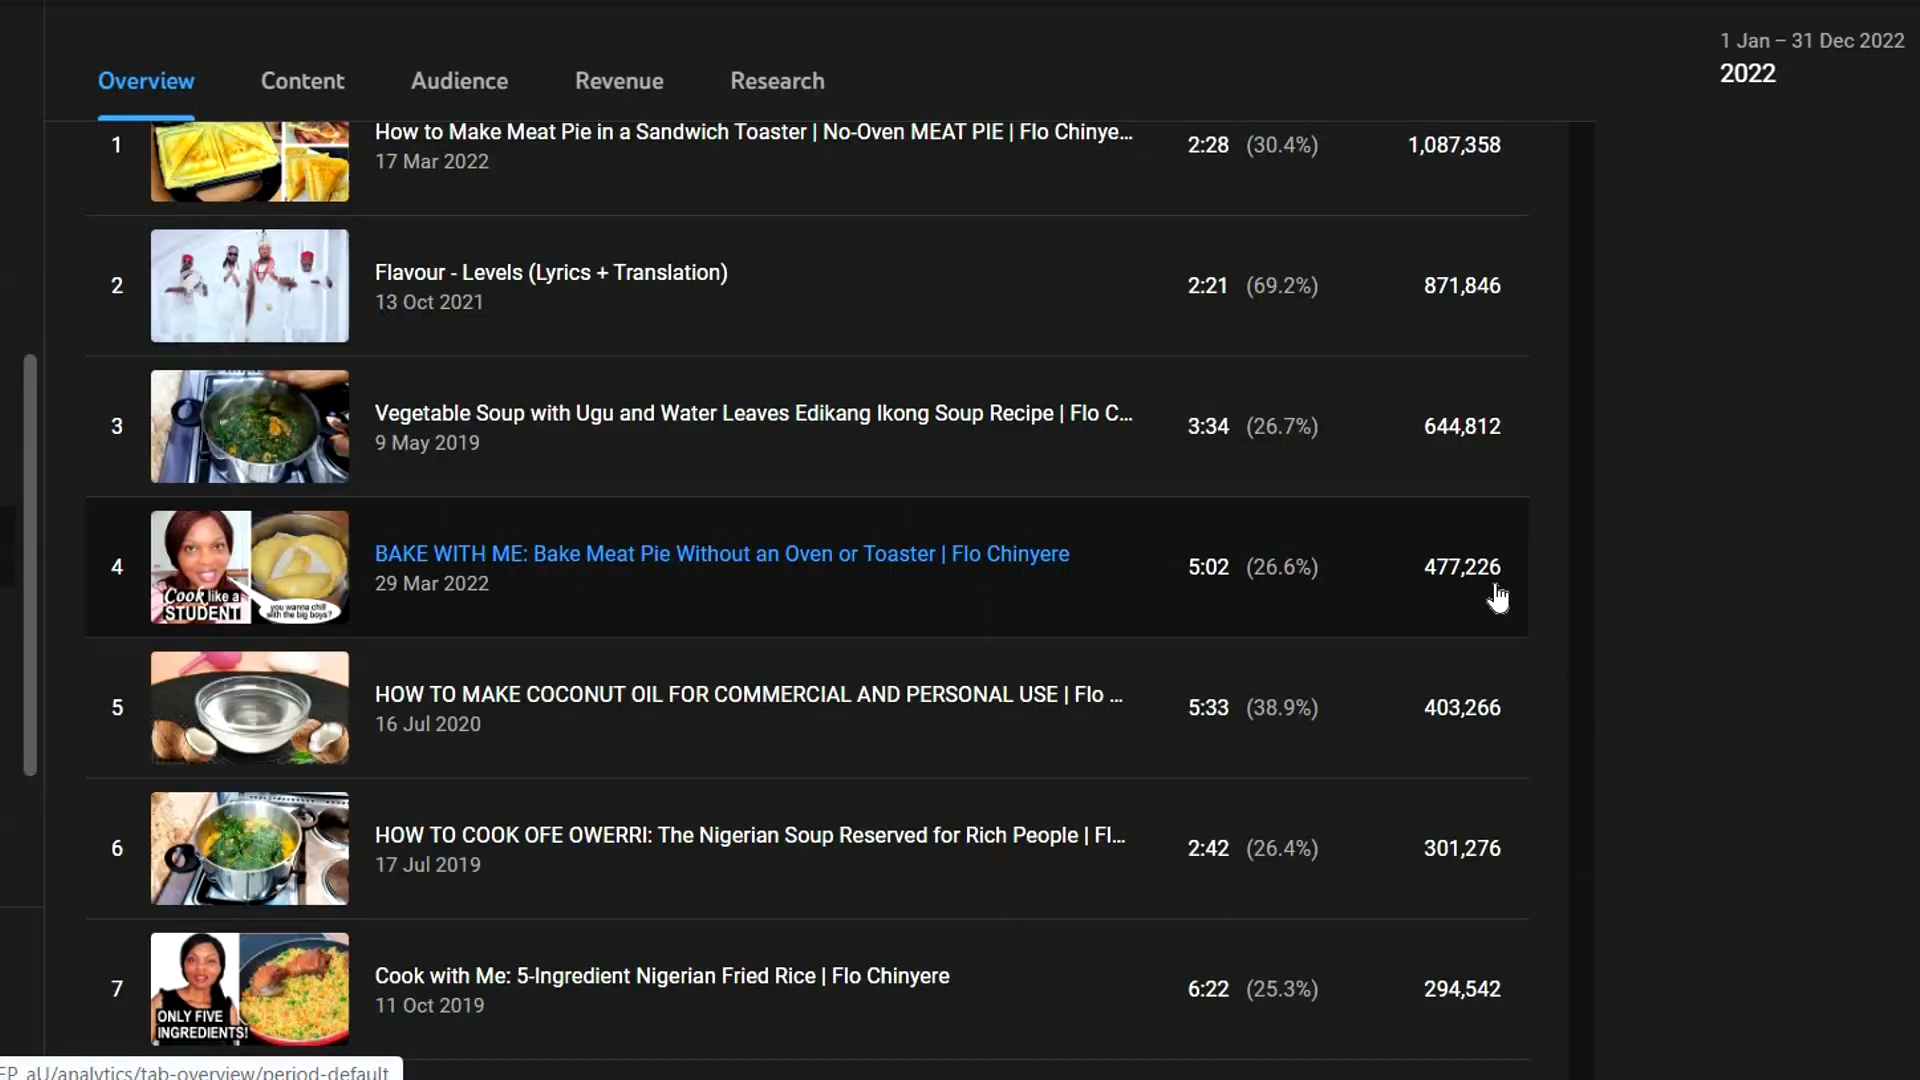 1 Jan – 31 Dec 2022
2022
Overview Content Audience Revenue Research
1 How to Make Meat Pie in a Sandwich Toaster | No-Oven MEAT PIE | Flo Chinye... 2:28 (30.4%) 1,087,358
17 Mar 2022
2 Flavour - Levels (Lyrics + Translation) 2:21 (69.2%) 871,846
13 Oct 2021
3 Vegetable Soup with Ugu and Water Leaves Edikang Ikong Soup Recipe | Flo C... 3:34 (26.7%) 644,812
9 May 2019
4 BAKE WITH ME: Bake Meat Pie Without an Oven or Toaster | Flo Chinyere 5:02 (26.6%) 477,226
29 Mar 2022
Cook like a
STUDENT
you wanna chill
with the big boys?
5 HOW TO MAKE COCONUT OIL FOR COMMERCIAL AND PERSONAL USE | Flo ... 5:33 (38.9%) 403,266
16 Jul 2020
6 HOW TO COOK OFE OWERRI: The Nigerian Soup Reserved for Rich People | Fl... 2:42 (26.4%) 301,276
17 Jul 2019
7 Cook with Me: 5-Ingredient Nigerian Fried Rice | Flo Chinyere 6:22 (25.3%) 294,542
11 Oct 2019
ONLY FIVE
INGREDIENTS!
EP_aU/analytics/tab-overview/period-default